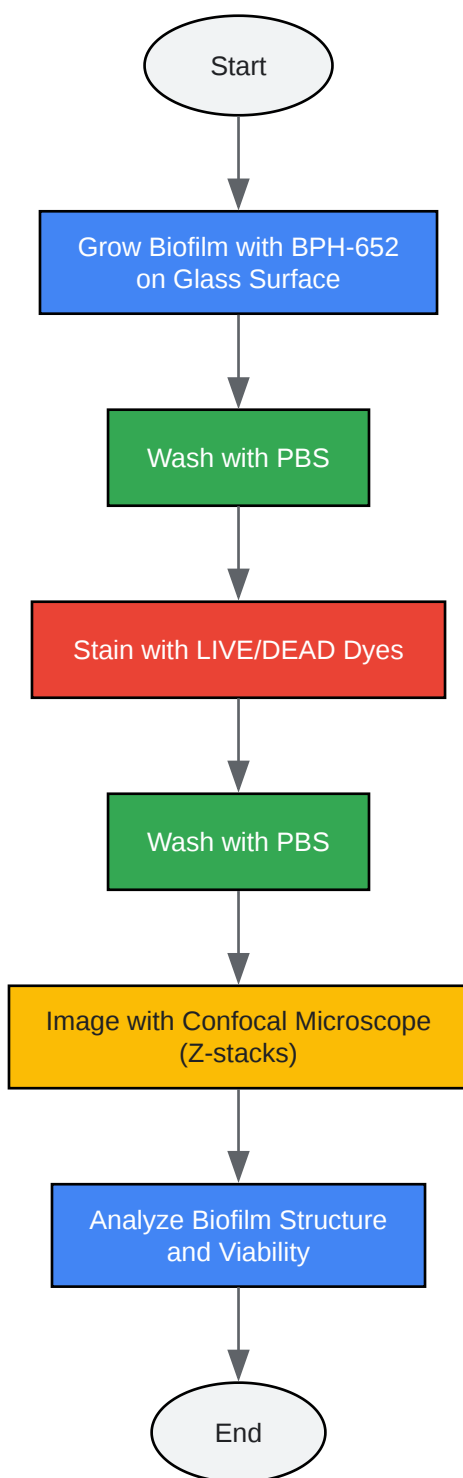 Start
Grow Biofilm with BPH-652
on Glass Surface
Wash with PBS
Stain with LIVE/DEAD Dyes
Wash with PBS
Image with Confocal Microscope
(Z-stacks)
Analyze Biofilm Structure
and Viability
End